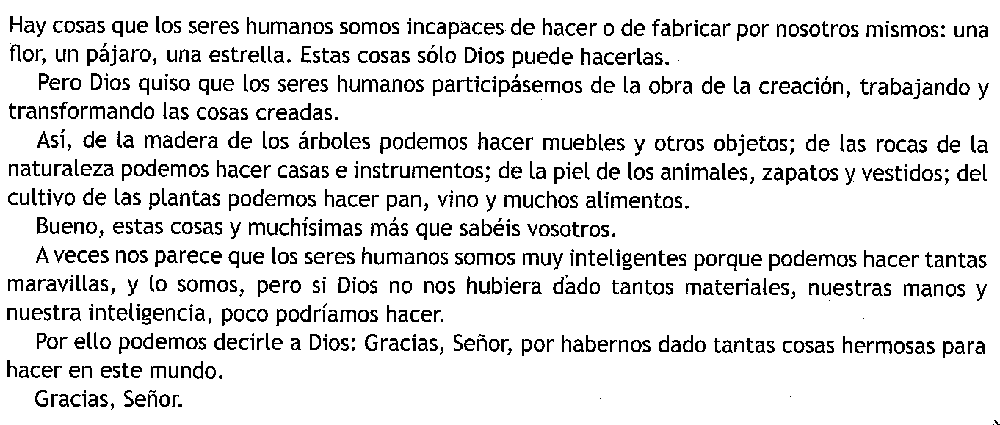 Hay cosas que los seres humanos somos incapaces de hacer o de fabricar por nosotros mismos: una
flor, un pájaro, una estrella. Estas cosas sólo Dios puede hacerlas.
Pero Dios quiso que los seres humanos participásemos de la obra de la creación, trabajando y
transformando las cosas creadas.
Así, de la madera de los árboles podemos hacer muebles y otros objetos; de las rocas de la
naturaleza podemos hacer casas e instrumentos; de la piel de los animales, zapatos y vestidos; del
cultivo de las plantas podemos hacer pan, vino y muchos alimentos.
Bueno, estas cosas y muchísimas más que sabéis vosotros.
A veces nos parece que los seres humanos somos muy inteligentes porque podemos hacer tantas
maravillas, y lo somos, pero si Dios no nos hubiera dado tantos materiales, nuestras manos y
nuestra inteligencia, poco podríamos hacer.
Por ello podemos decirle a Dios: Gracias, Señor, por habernos dado tantas cosas hermosas para
hacer en este mundo.
Gracias, Señor.